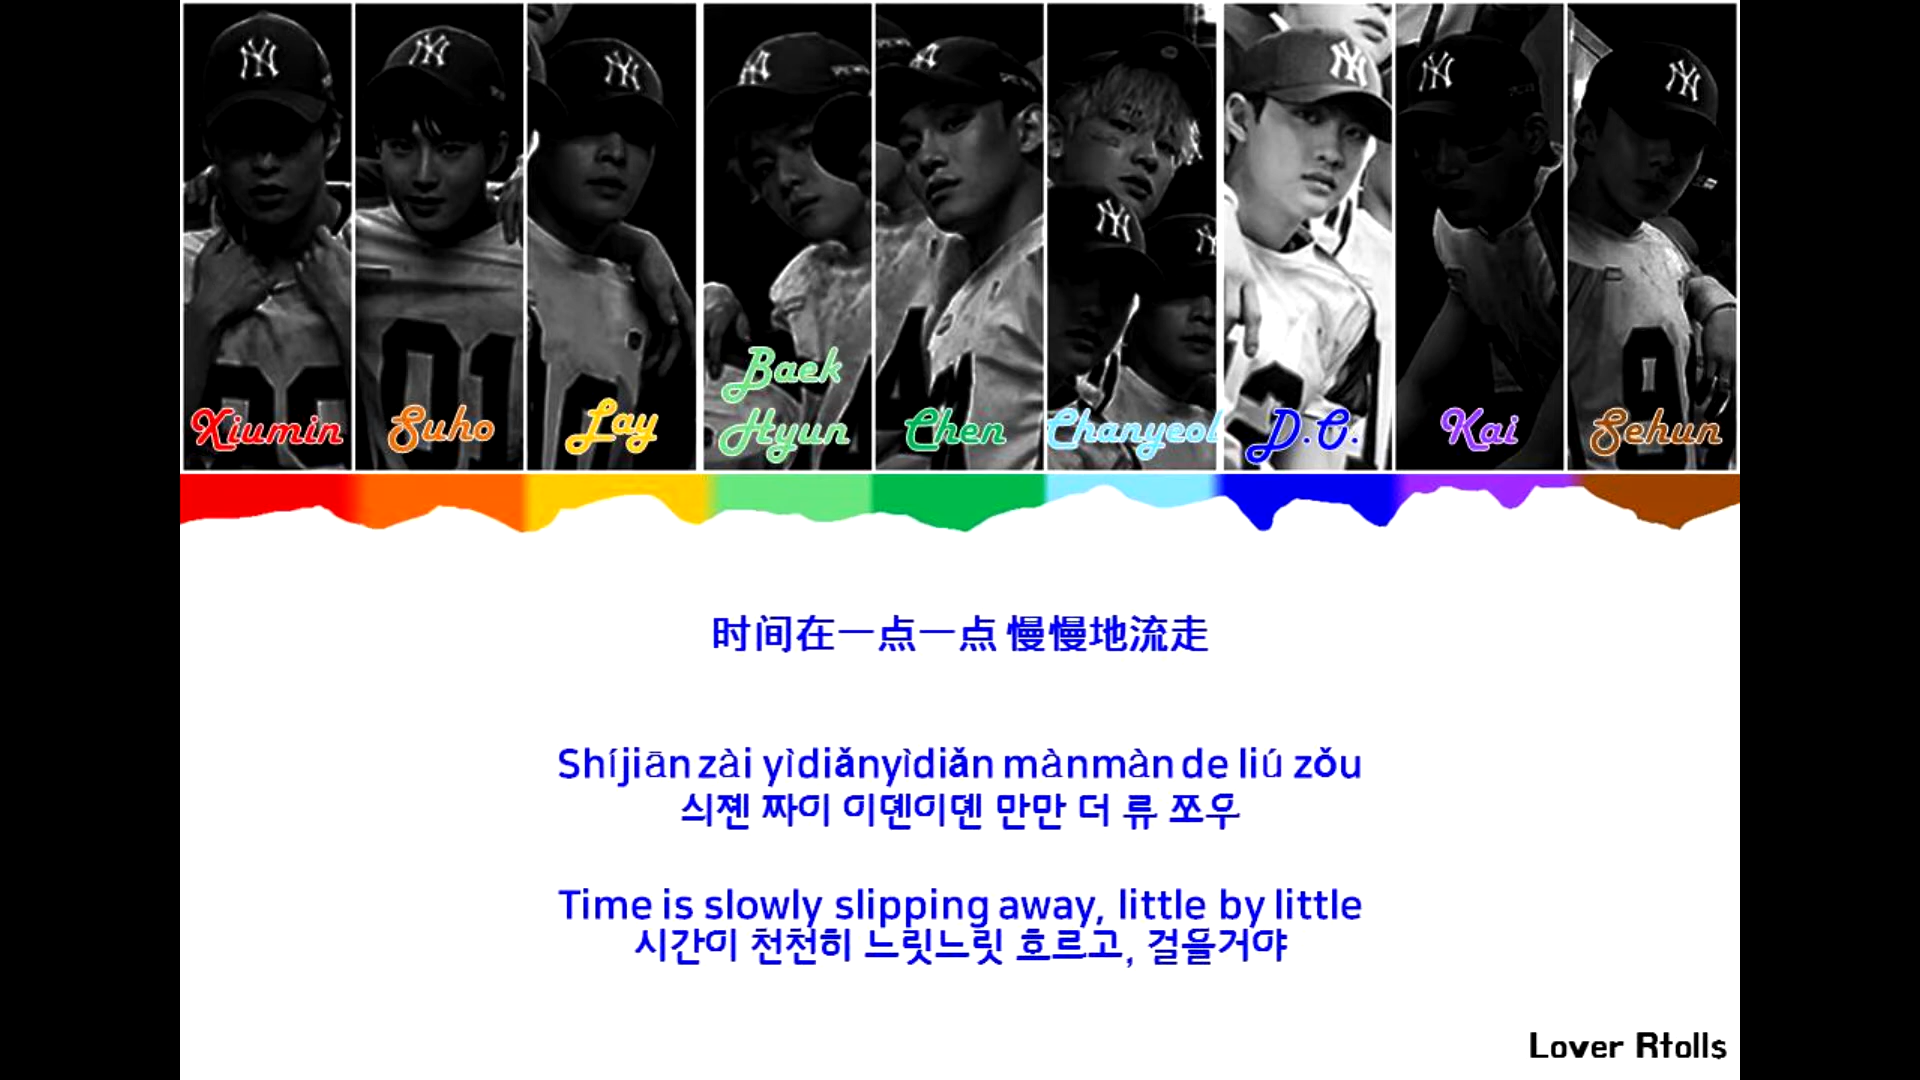 Xiumin
Suho
Lay
Baek
Hyun
Chen
Chanyeol
D.O.
Kai
Sehun
时间在一点一点 慢慢地流走
Shíjiān zài yìdiǎnyìdiǎn mànmàn de liú zǒu
싀젠 짜이 이뎬이뎬 만만 더 류 쪼우
Time is slowly slipping away, little by little
시간이 천천히 느릿느릿 흐르고, 걸을거야
Lover Rtolls